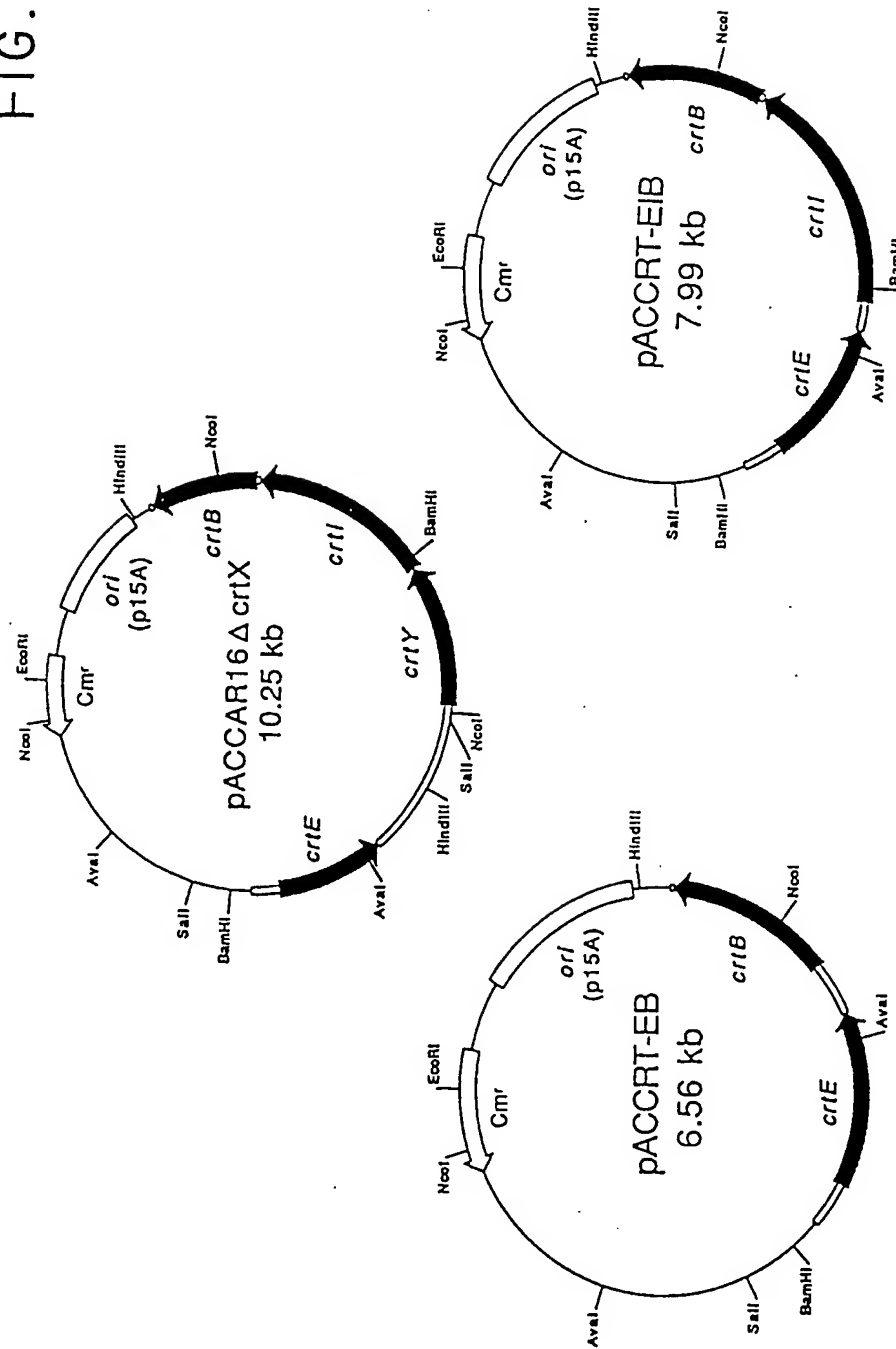 FIG.
pACCAR16 Δ crtX
10.25 kb
EcoRI
NcoI
Cmr
ori
(p15A)
HindIII
crtB
NcoI
crtI
BamHI
crtY
NcoI
SalI
HindIII
AvaI
crtE
BamHI
SalI
AvaI
pACCRT-EB
6.56 kb
EcoRI
NcoI
Cmr
ori
(p15A)
HindIII
crtB
NcoI
AvaI
crtE
BamHI
SalI
AvaI
pACCRT-EIB
7.99 kb
EcoRI
NcoI
Cmr
ori
(p15A)
HindIII
crtB
NcoI
crtI
BamHI
AvaI
crtE
BamHI
SalI
AvaI